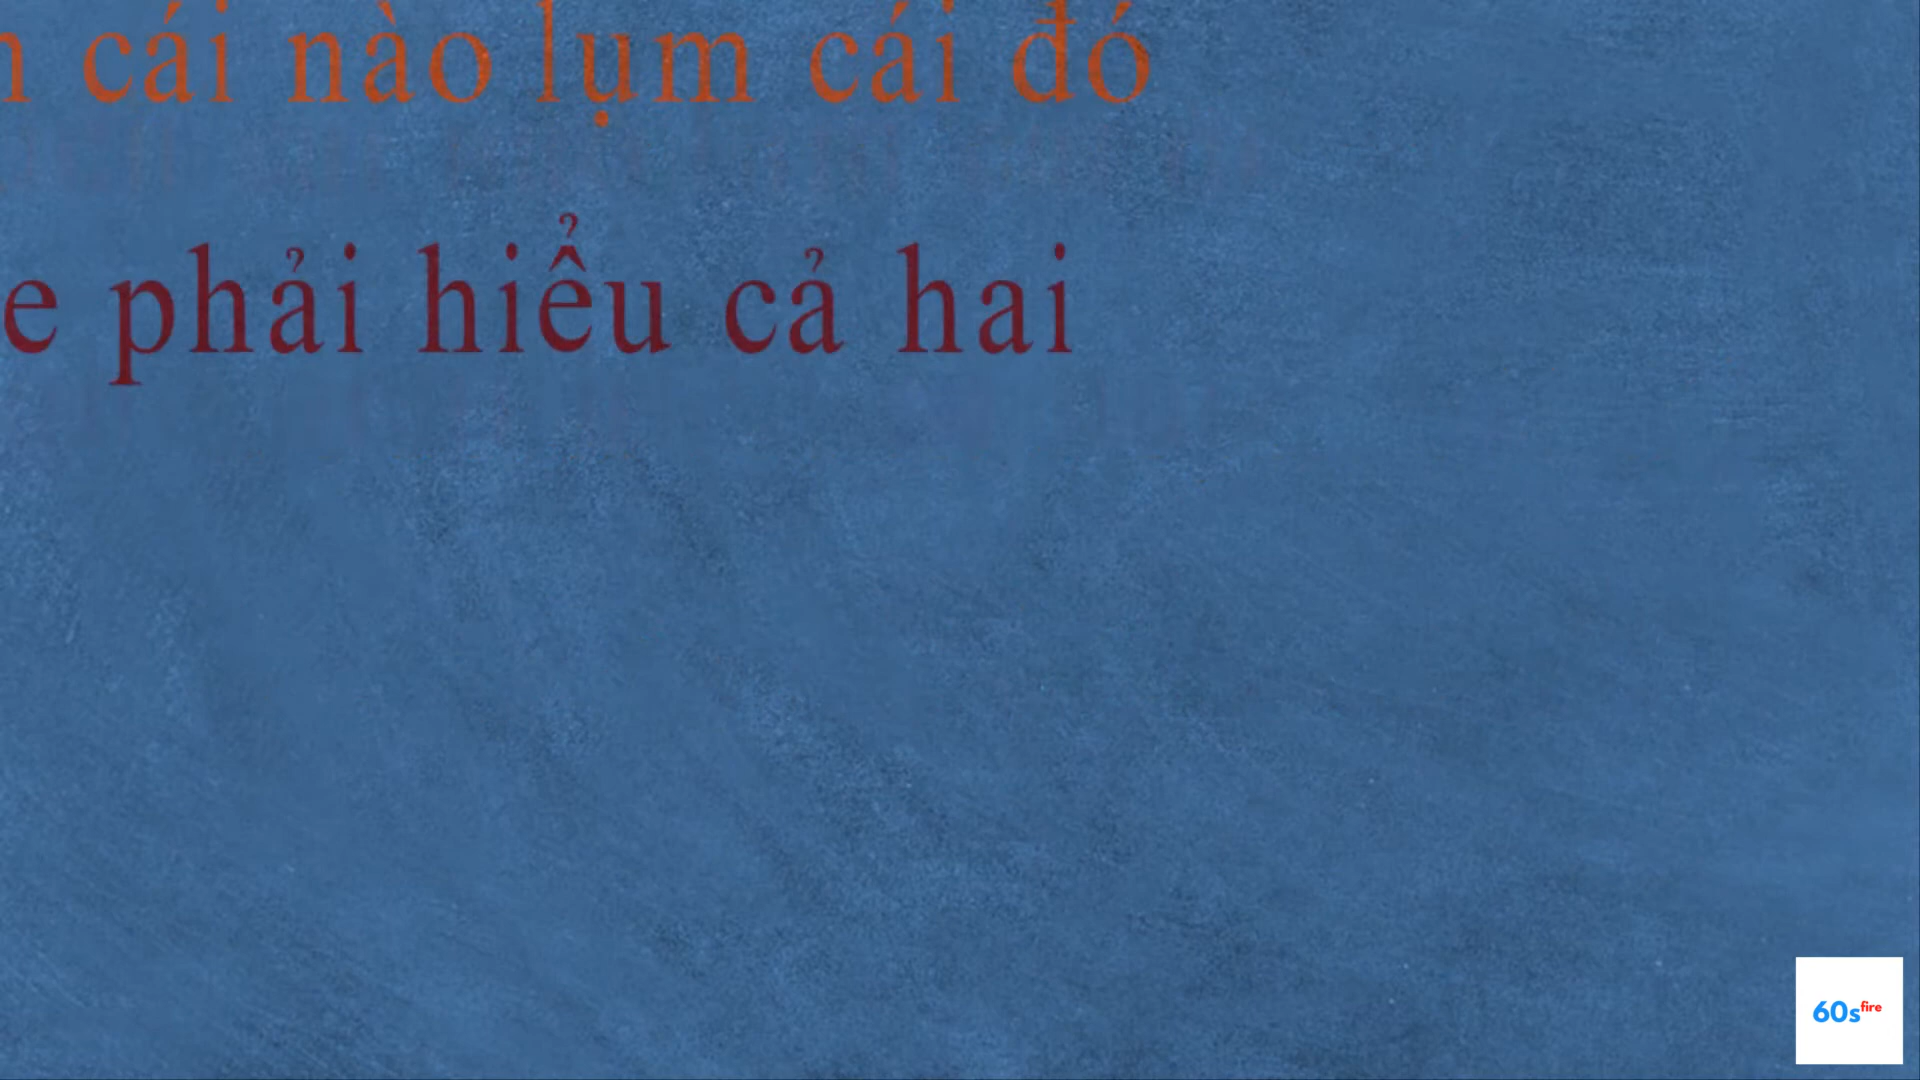 cái nào lụm cái đó
phải hiểu cả hai
60sfire